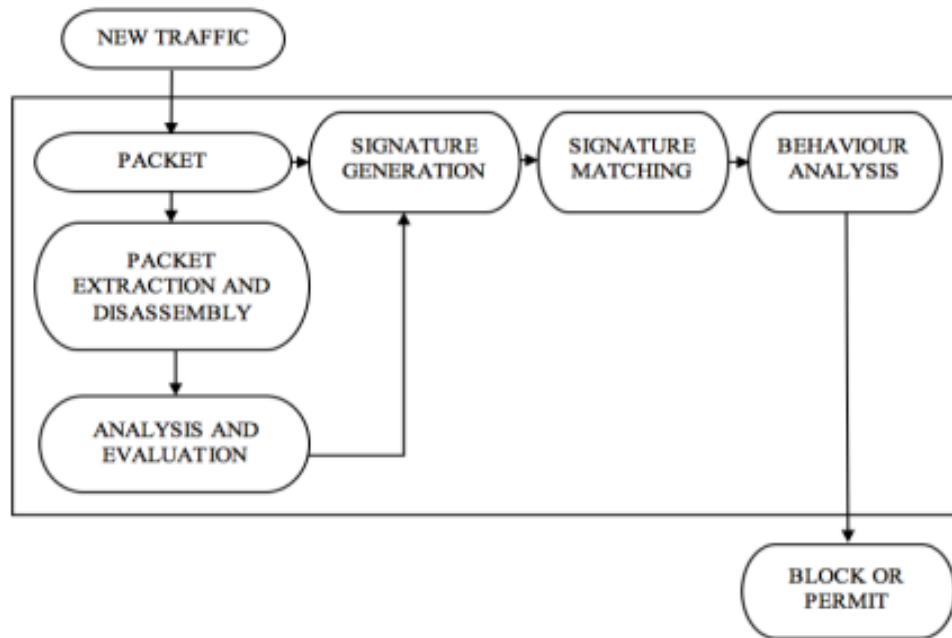 NEW TRAFFIC
PACKET
SIGNATURE
GENERATION
SIGNATURE
MATCHING
BEHAVIOUR
ANALYSIS
PACKET
EXTRACTION AND
DISASSEMBLY
ANALYSIS AND
EVALUATION
BLOCK OR
PERMIT